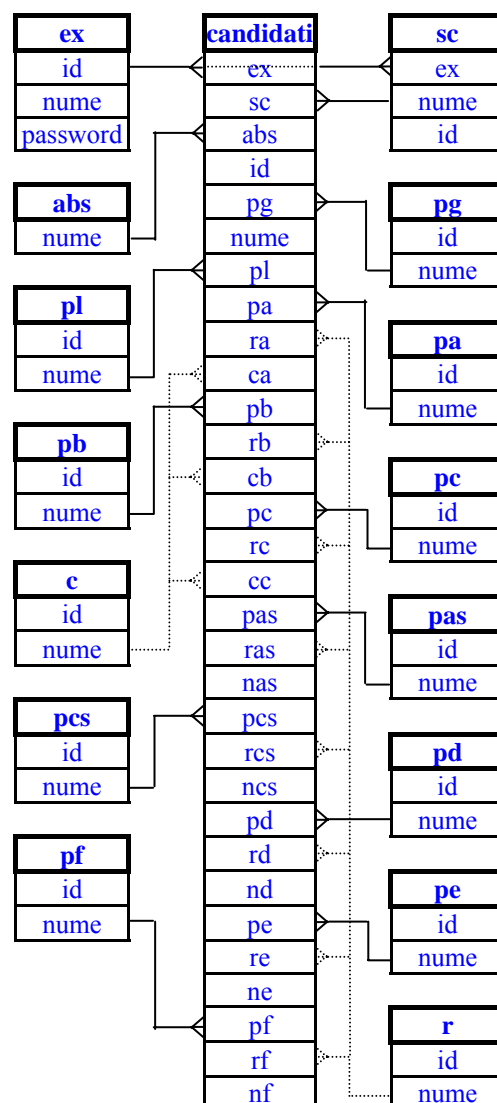 ex
id
nume
password
abs
nume
pl
id
nume
pb
id
nume
c
id
nume
pcs
id
nume
pf
id
nume
candidati
ex
sc
abs
id
pg
nume
pl
pa
ra
ca
pb
rb
cb
pc
rc
cc
pas
ras
nas
pcs
rcs
ncs
pd
rd
nd
pe
re
ne
pf
rf
nf
sc
ex
nume
id
pg
id
nume
pa
id
nume
pc
id
nume
pas
id
nume
pd
id
nume
pe
id
nume
r
id
nume